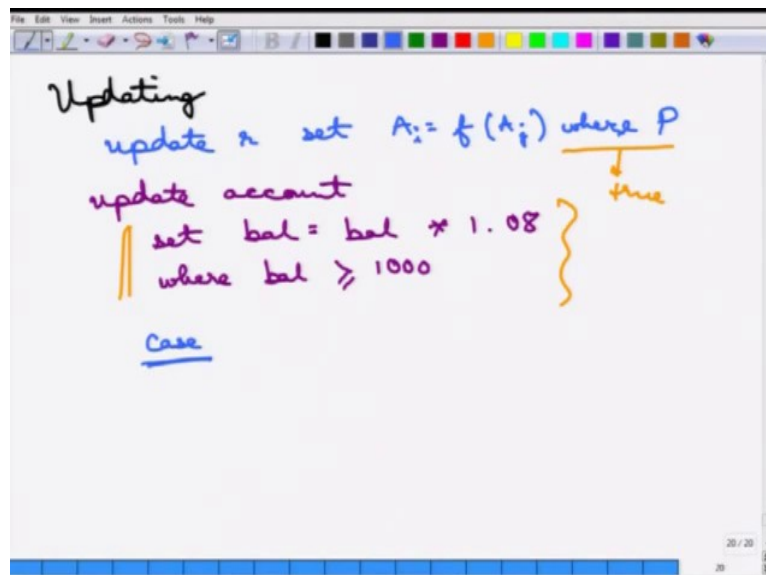 File Edit View Insert Actions Tools Help
B I
Updating
update r set Ai = f (Aj) where P
true
update account
set bal = bal * 1.08
where bal ≥ 1000
Case
20 / 20
20